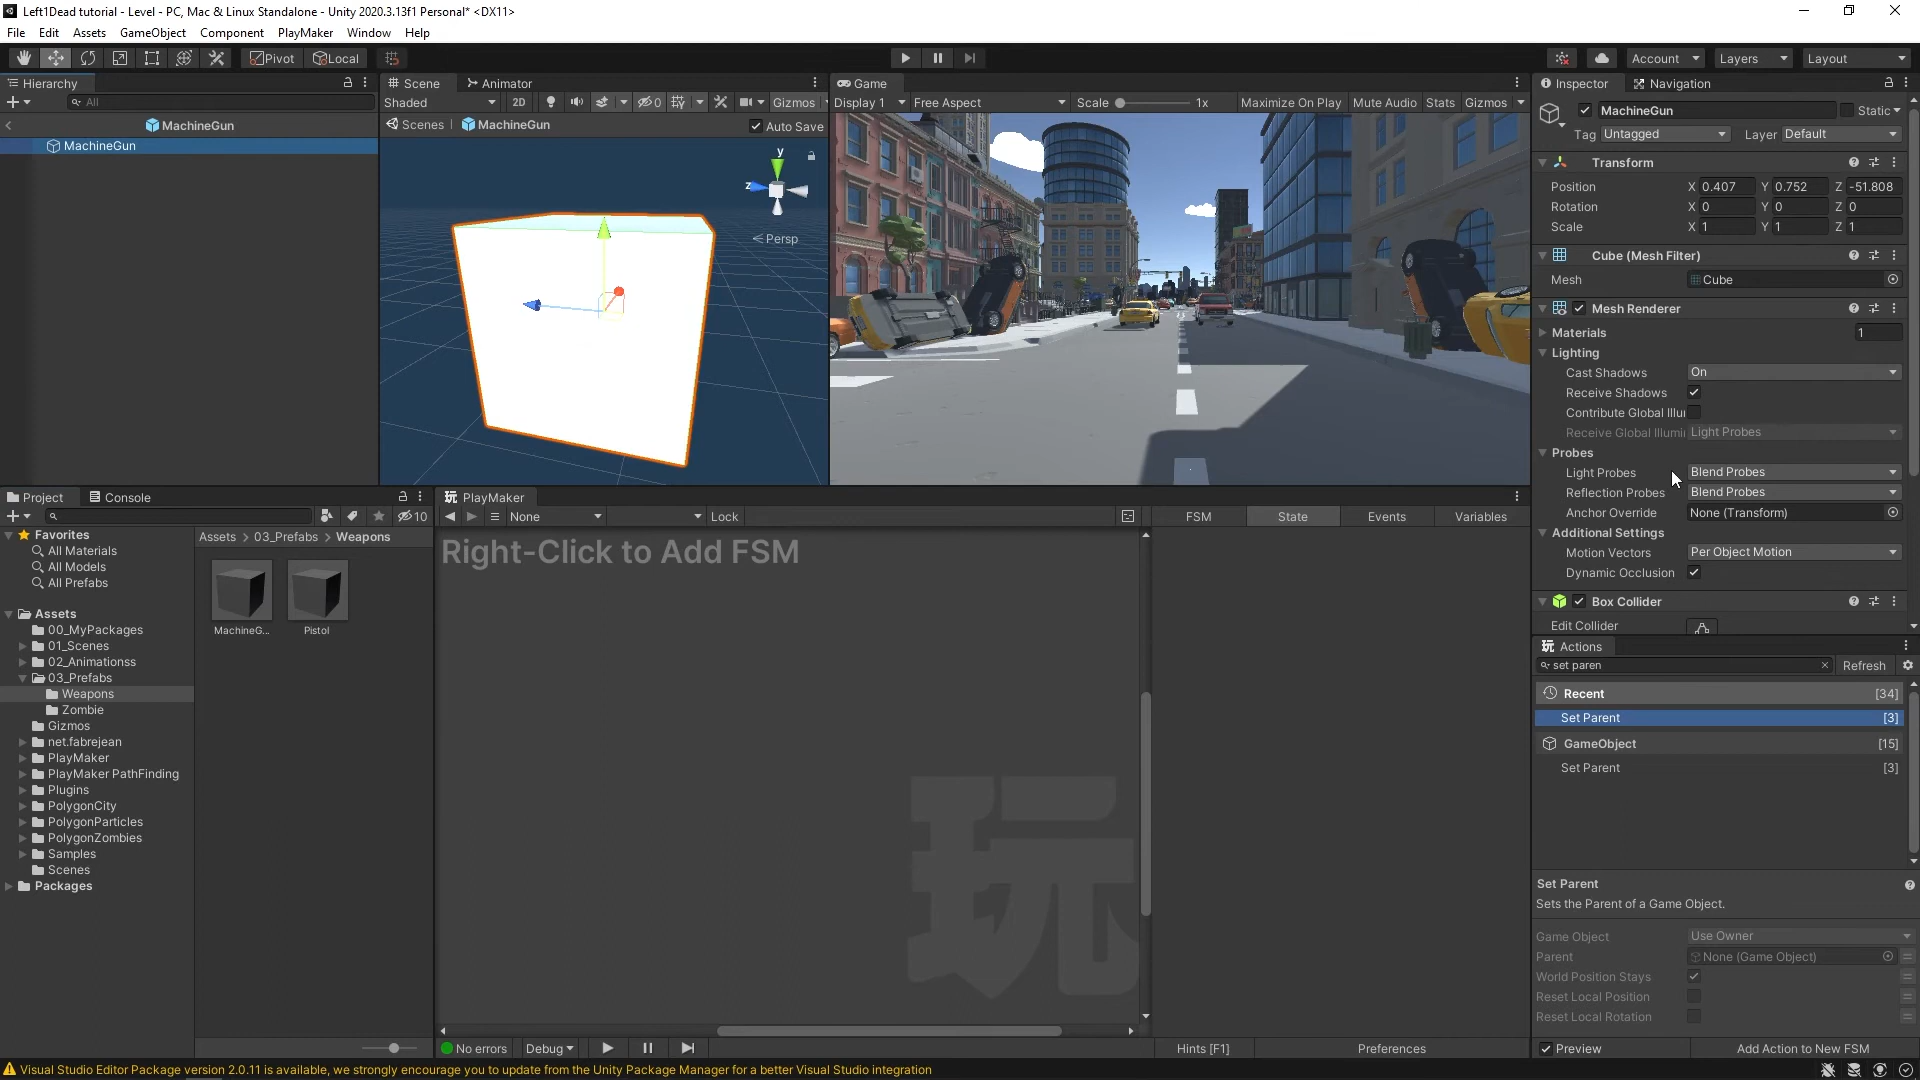 Left1Dead tutorial - Level - PC, Mac & Linux Standalone - Unity 2020.3.13f1 Personal* <DX11>
File Edit Assets GameObject Component PlayMaker Window Help
Pivot Local Account Layers Layout
Hierarchy
All
MachineGun
MachineGun
Scene Animator
Shaded 2D 0 Gizmos
Scenes MachineGun Auto Save
y
z
< Persp
Game
Display 1 Free Aspect Scale 1x Maximize On Play Mute Audio Stats Gizmos
Inspector Navigation
MachineGun Static
Tag Untagged Layer Default
Transform
Position X 0.407 Y 0.752 Z -51.808
Rotation X 0 Y 0 Z 0
Scale X 1 Y 1 Z 1
Cube (Mesh Filter)
Mesh Cube
Mesh Renderer
Materials 1
Lighting
Cast Shadows On
Receive Shadows
Contribute Global Illu
Receive Global Illumi Light Probes
Probes
Light Probes Blend Probes
Reflection Probes Blend Probes
Anchor Override None (Transform)
Additional Settings
Motion Vectors Per Object Motion
Dynamic Occlusion
Box Collider
Edit Collider
Project Console
10
Favorites
All Materials
All Models
All Prefabs
Assets
00_MyPackages
01_Scenes
02_Animationss
03_Prefabs
Weapons
Zombie
Gizmos
net.fabrejean
PlayMaker
PlayMaker PathFinding
Plugins
PolygonCity
PolygonParticles
PolygonZombies
Samples
Scenes
Packages
Assets > 03_Prefabs > Weapons
MachineG...
Pistol
PlayMaker
None Lock
FSM State Events Variables
Right-Click to Add FSM
玩
No errors Debug
Hints [F1] Preferences
玩 Actions
set paren Refresh
Recent [34]
Set Parent [3]
GameObject [15]
Set Parent [3]
Set Parent
Sets the Parent of a Game Object.
Game Object Use Owner
Parent None (Game Object)
World Position Stays
Reset Local Position
Reset Local Rotation
Preview Add Action to New FSM
Visual Studio Editor Package version 2.0.11 is available, we strongly encourage you to update from the Unity Package Manager for a better Visual Studio integration